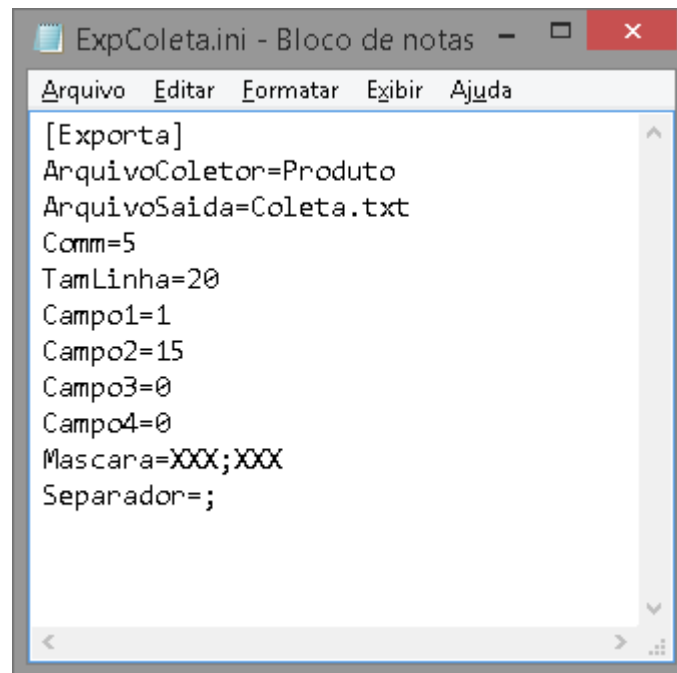 ExpColeta.ini - Bloco de notas
Arquivo Editar Formatar Exibir Ajuda
[Exporta]
ArquivoColetor=Produto
ArquivoSaida=Coleta.txt
Comm=5
TamLinha=20
Campo1=1
Campo2=15
Campo3=0
Campo4=0
Mascara=XXX;XXX
Separador=;